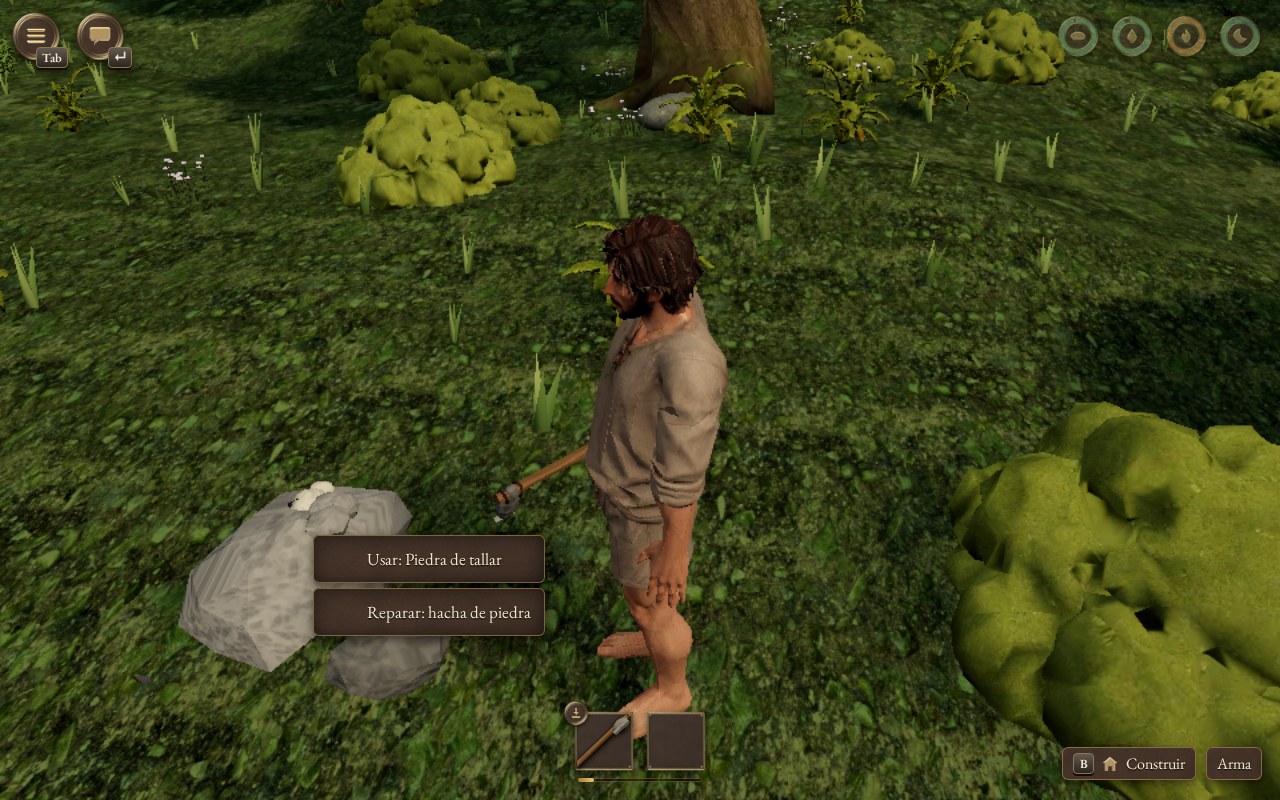 Tab
Usar: Piedra de tallar
Reparar: hacha de piedra
B Construir
Arma